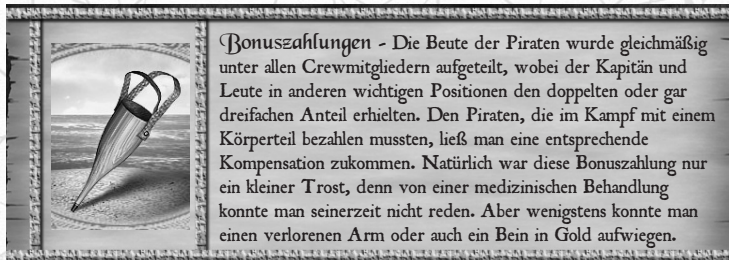 Bonuszahlungen - Die Beute der Piraten wurde gleichmäßig
unter allen Crewmitgliedern aufgeteilt, wobei der Kapitän und
Leute in anderen wichtigen Positionen den doppelten oder gar
dreifachen Anteil erhielten. Den Piraten, die im Kampf mit einem
Körperteil bezahlen mussten, ließ man eine entsprechende
Kompensation zukommen. Natürlich war diese Bonuszahlung nur
ein kleiner Trost, denn von einer medizinischen Behandlung
konnte man seinerzeit nicht reden. Aber wenigstens konnte man
einen verlorenen Arm oder auch ein Bein in Gold aufwiegen.